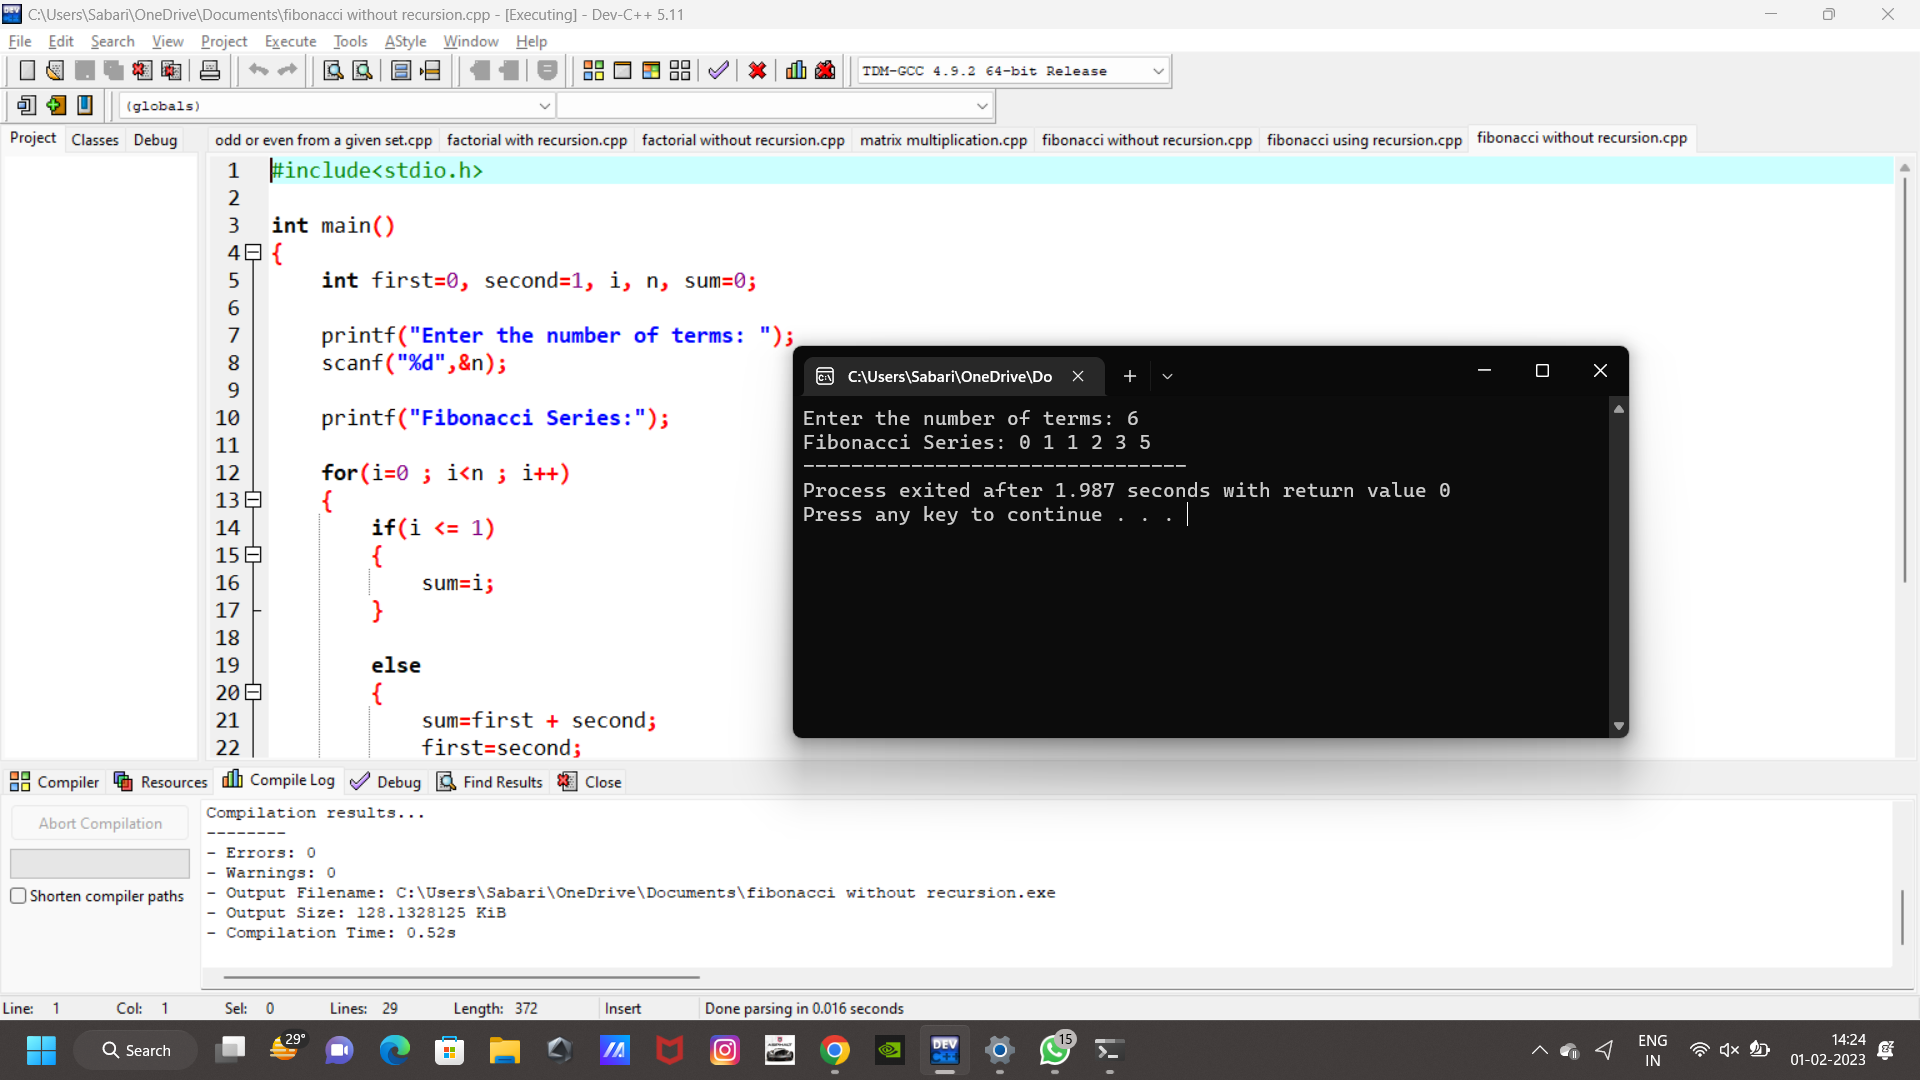 C:\Users\Sabari\OneDrive\Documents\fibonacci without recursion.cpp - [Executing] - Dev-C++ 5.11
File Edit Search View Project Execute Tools AStyle Window Help
TDM-GCC 4.9.2 64-bit Release
(globals)
Project Classes Debug
odd or even from a given set.cpp factorial with recursion.cpp factorial without recursion.cpp matrix multiplication.cpp fibonacci without recursion.cpp fibonacci using recursion.cpp fibonacci without recursion.cpp
1 #include<stdio.h>
2
3 int main()
4 {
5 int first=0, second=1, i, n, sum=0;
6
7 printf("Enter the number of terms: ");
8 scanf("%d",&n);
9
10 printf("Fibonacci Series:");
11
12 for(i=0 ; i<n ; i++)
13 {
14 if(i <= 1)
15 {
16 sum=i;
17 }
18
19 else
20 {
21 sum=first + second;
22 first=second;
C:\Users\Sabari\OneDrive\Do
Enter the number of terms: 6
Fibonacci Series: 0 1 1 2 3 5
--------------------------------
Process exited after 1.987 seconds with return value 0
Press any key to continue . . .
Compiler Resources Compile Log Debug Find Results Close
Abort Compilation
Shorten compiler paths
Compilation results...
--------
- Errors: 0
- Warnings: 0
- Output Filename: C:\Users\Sabari\OneDrive\Documents\fibonacci without recursion.exe
- Output Size: 128.1328125 KiB
- Compilation Time: 0.52s
Line: 1 Col: 1 Sel: 0 Lines: 29 Length: 372 Insert Done parsing in 0.016 seconds
Search
29°
DEV
15
ENG
IN
14:24
01-02-2023